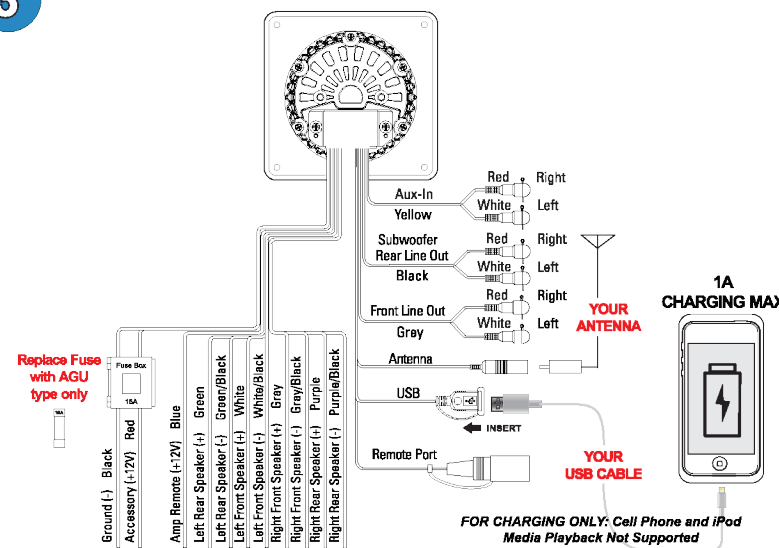 Aux-In
Yellow
Red Right
White Left
Subwoofer
Rear Line Out
Black
Red Right
White Left
Front Line Out
Grey
Red Right
White Left
YOUR
ANTENNA
Antenna
USB
INSERT
Remote Port
YOUR
USB CABLE
1A
CHARGING MAX
FOR CHARGING ONLY: Cell Phone and iPod
Media Playback Not Supported
Replace Fuse
with AGU
type only
Fuse Box
15A
Ground (-) Black
Accessory (+12V) Red
Amp Remote (+12V) Blue
Left Rear Speaker (+) Green
Left Rear Speaker (-) Green/Black
Left Front Speaker (+) White
Left Front Speaker (-) White/Black
Right Front Speaker (+) Gray
Right Front Speaker (-) Gray/Black
Right Rear Speaker (+) Purple
Right Rear Speaker (-) Purple/Black